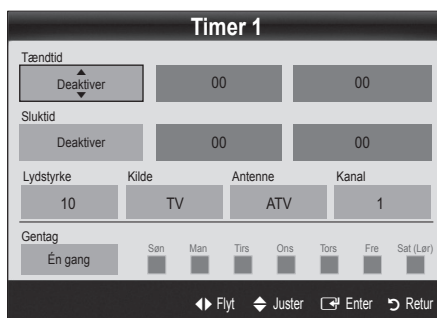 Timer 1
Tændtid
Deaktiver 00 00
Sluktid
Deaktiver 00 00
Lydstyrke Kilde Antenne Kanal
10 TV ATV 1
Gentag
Én gang Søn Man Tirs Ons Tors Fre Sat (Lør)
Flyt Juster Enter Retur